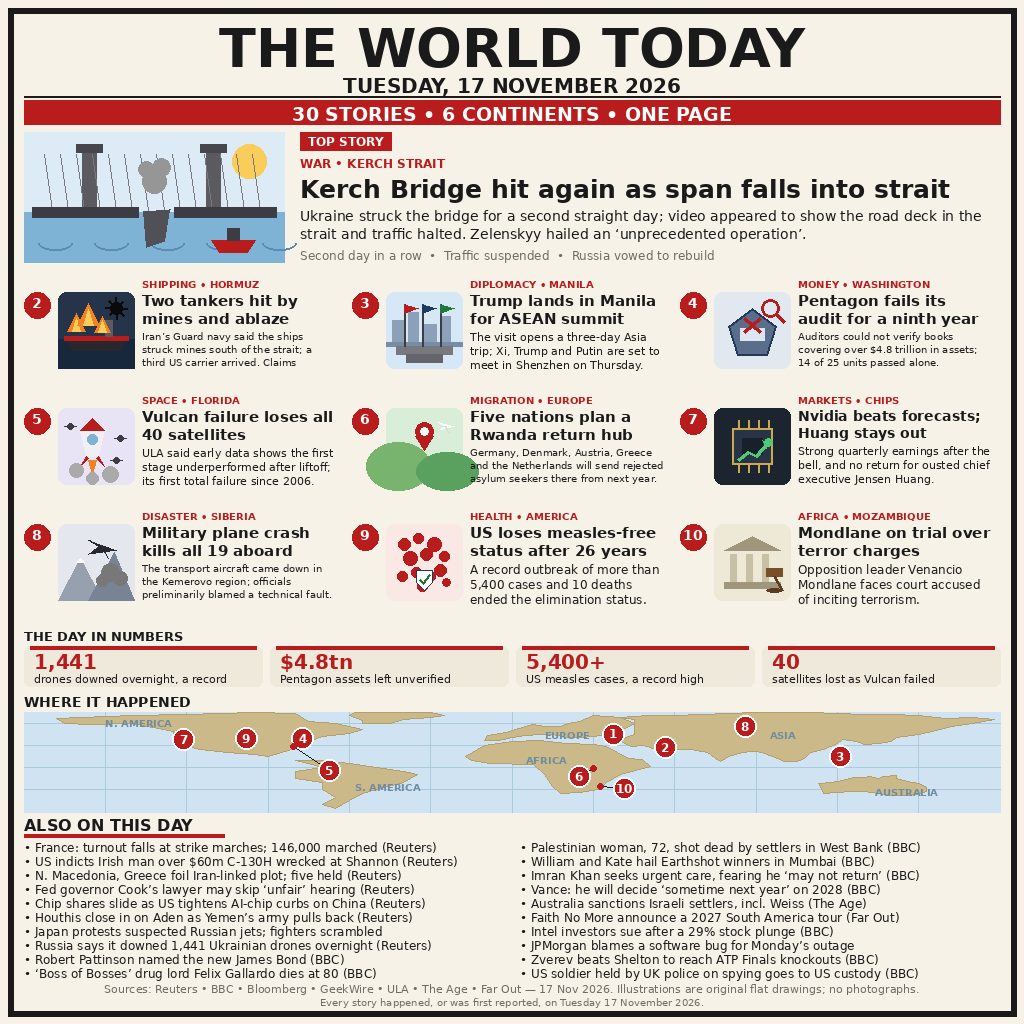 THE WORLD TODAY
TUESDAY, 17 NOVEMBER 2026
30 STORIES • 6 CONTINENTS • ONE PAGE
TOP STORY
WAR • KERCH STRAIT
Kerch Bridge hit again as span falls into strait
Ukraine struck the bridge for a second straight day; video appeared to show the road deck in the
strait and traffic halted. Zelenskyy hailed an ‘unprecedented operation’.
Second day in a row • Traffic suspended • Russia vowed to rebuild
2
SHIPPING • HORMUZ
Two tankers hit by
mines and ablaze
Iran’s Guard navy said the ships
struck mines south of the strait; a
third US carrier arrived. Claims
3
DIPLOMACY • MANILA
Trump lands in Manila
for ASEAN summit
The visit opens a three-day Asia
trip; Xi, Trump and Putin are set to
meet in Shenzhen on Thursday.
4
MONEY • WASHINGTON
Pentagon fails its
audit for a ninth year
Auditors could not verify books
covering over $4.8 trillion in assets;
14 of 25 units passed alone.
5
SPACE • FLORIDA
Vulcan failure loses all
40 satellites
ULA said early data shows the first
stage underperformed after liftoff;
its first total failure since 2006.
6
MIGRATION • EUROPE
Five nations plan a
Rwanda return hub
Germany, Denmark, Austria, Greece
and the Netherlands will send rejected
asylum seekers there from next year.
7
MARKETS • CHIPS
Nvidia beats forecasts;
Huang stays out
Strong quarterly earnings after the
bell, and no return for ousted chief
executive Jensen Huang.
8
DISASTER • SIBERIA
Military plane crash
kills all 19 aboard
The transport aircraft came down in
the Kemerovo region; officials
preliminarily blamed a technical fault.
9
HEALTH • AMERICA
US loses measles-free
status after 26 years
A record outbreak of more than
5,400 cases and 10 deaths
ended the elimination status.
10
AFRICA • MOZAMBIQUE
Mondlane on trial over
terror charges
Opposition leader Venancio
Mondlane faces court accused
of inciting terrorism.
THE DAY IN NUMBERS
1,441
drones downed overnight, a record
$4.8tn
Pentagon assets left unverified
5,400+
US measles cases, a record high
40
satellites lost as Vulcan failed
WHERE IT HAPPENED
N. AMERICA
7
9
4
5
S. AMERICA
EUROPE
1
AFRICA
2
6
10
8
ASIA
3
AUSTRALIA
ALSO ON THIS DAY
• France: turnout falls at strike marches; 146,000 marched (Reuters)
• US indicts Irish man over $60m C-130H wrecked at Shannon (Reuters)
• N. Macedonia, Greece foil Iran-linked plot; five held (Reuters)
• Fed governor Cook’s lawyer may skip ‘unfair’ hearing (Reuters)
• Chip shares slide as US tightens AI-chip curbs on China (Reuters)
• Houthis close in on Aden as Yemen’s army pulls back (Reuters)
• Japan protests suspected Russian jets; fighters scrambled
• Russia says it downed 1,441 Ukrainian drones overnight (Reuters)
• Robert Pattinson named the new James Bond (BBC)
• ‘Boss of Bosses’ drug lord Felix Gallardo dies at 80 (BBC)
• Palestinian woman, 72, shot dead by settlers in West Bank (BBC)
• William and Kate hail Earthshot winners in Mumbai (BBC)
• Imran Khan seeks urgent care, fearing he ‘may not return’ (BBC)
• Vance: he will decide ‘sometime next year’ on 2028 (BBC)
• Australia sanctions Israeli settlers, incl. Weiss (The Age)
• Faith No More announce a 2027 South America tour (Far Out)
• Intel investors sue after a 29% stock plunge (BBC)
• JPMorgan blames a software bug for Monday’s outage
• Zverev beats Shelton to reach ATP Finals knockouts (BBC)
• US soldier held by UK police on spying goes to US custody (BBC)
Sources: Reuters • BBC • Bloomberg • GeekWire • ULA • The Age • Far Out — 17 Nov 2026. Illustrations are original flat drawings; no photographs.
Every story happened, or was first reported, on Tuesday 17 November 2026.